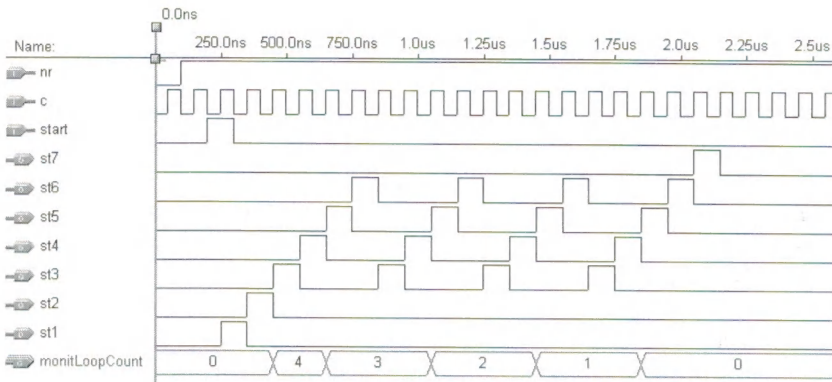 0.0ns
Name: 250.0ns 500.0ns 750.0ns 1.0us 1.25us 1.5us 1.75us 2.0us 2.25us 2.5us
nr
c
start
st7
st6
st5
st4
st3
st2
st1
monitLoopCount 0 4 3 2 1 0